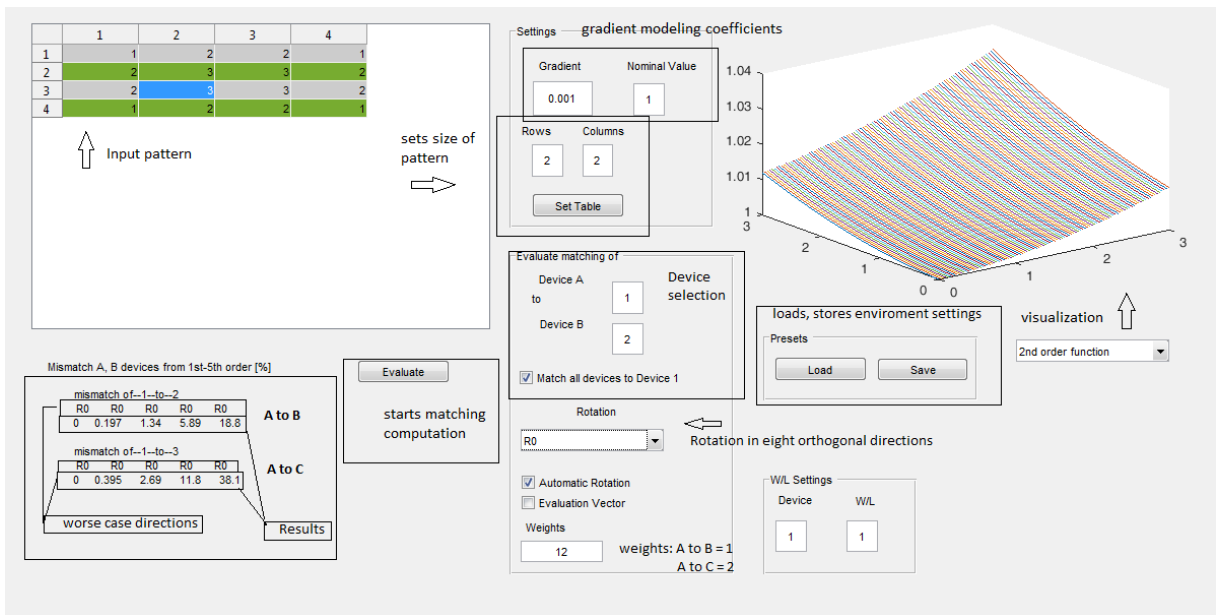 1 2 3 4
1 1 2 2 1
2 2 3 3 2
3 2 3 3 2
4 1 2 2 1
Input pattern
sets size of
pattern
Settings
gradient modeling coefficients
Gradient Nominal Value
0.001 1
Rows Columns
2 2
Set Table
1.04
1.03
1.02
1.01
1
3
2
1
0
0
1
2
3
Evaluate matching of
Device A
to
1
Device B
2
Device
selection
Match all devices to Device 1
loads, stores enviroment settings
Presets
Load Save
visualization
2nd order function
Mismatch A, B devices from 1st-5th order [%]
mismatch of--1--to--2
R0 R0 R0 R0 R0
0 0.197 1.34 5.89 18.8
A to B
mismatch of--1--to--3
R0 R0 R0 R0 R0
0 0.395 2.69 11.8 38.1
A to C
worse case directions
Results
Evaluate
starts matching
computation
Rotation
R0
Rotation in eight orthogonal directions
Automatic Rotation
Evaluation Vector
Weights
12
weights: A to B = 1
A to C = 2
W/L Settings
Device W/L
1 1